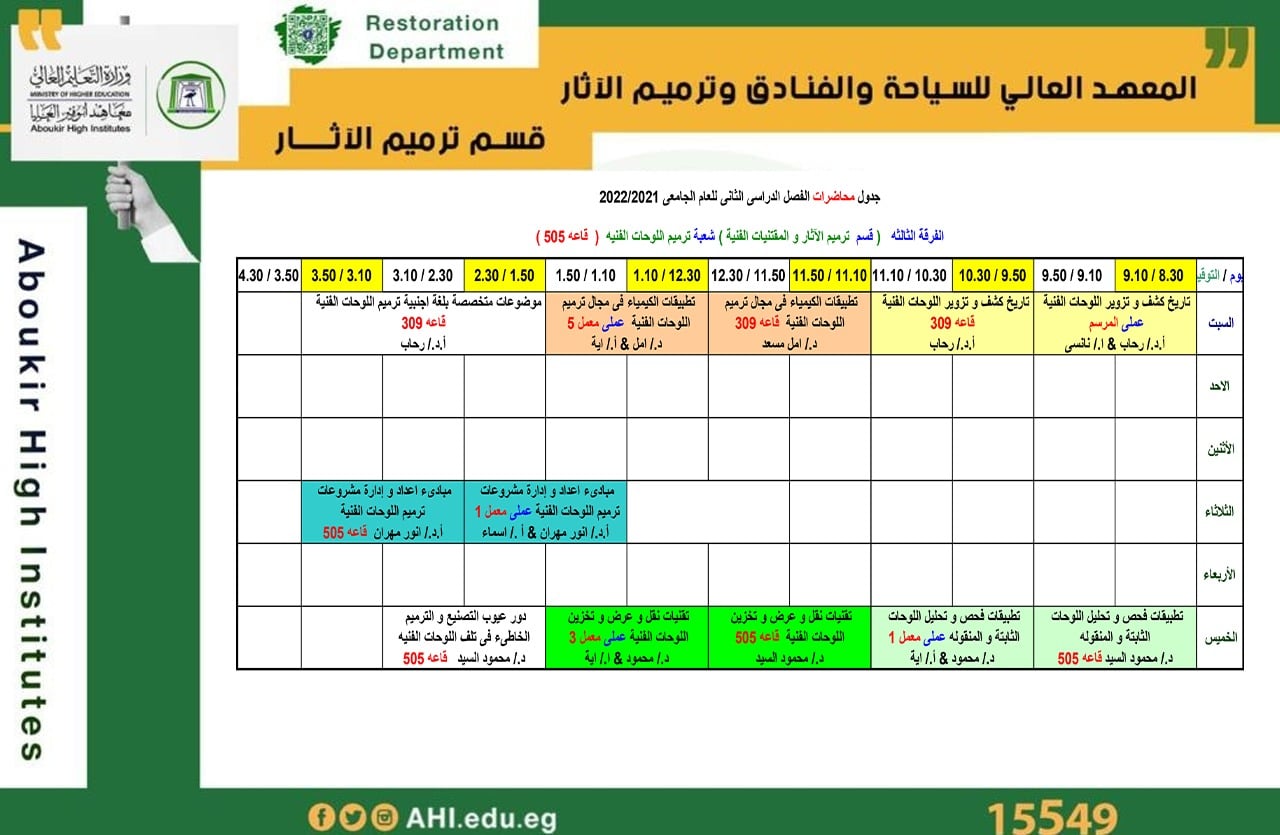 Restoration
Department
وزارة التعليم العالي
MINISTRY OF HIGHER EDUCATION
معاهد أبوقير العليا
Aboukir High Institutes
المعهد العالي للسياحة والفنادق وترميم الآثار
قسم ترميم الآثار
جدول محاضرات الفصل الدراسى الثانى للعام الجامعى 2022/2021
الفرقة الثالثه ( قسم ترميم الآثار و المقتنيات الفنية ) شعبة ترميم اللوحات الفنيه ( قاعه 505 )
يوم / التوقي 9.10 / 8.30 9.50 / 9.10 10.30 / 9.50 11.10 / 10.30 11.50 / 11.10 12.30 / 11.50 1.10 / 12.30 1.50 / 1.10 2.30 / 1.50 3.10 / 2.30 3.50 / 3.10 4.30 / 3.50
السبت
تاريخ كشف و تزوير اللوحات الفنية
عملى المرسم
أ.د./ رحاب & ا./ نانسى
تاريخ كشف و تزوير اللوحات الفنية
قاعه 309
أ.د./ رحاب
تطبيقات الكيمياء فى مجال ترميم
اللوحات الفنية قاعه 309
د./ امل مسعد
تطبيقات الكيمياء فى مجال ترميم
اللوحات الفنية عملى معمل 5
د./ امل & أ./ اية
موضوعات متخصصة بلغة اجنبية ترميم اللوحات الفنية
قاعه 309
أ.د./ رحاب
الاحد
الأثنين
الثلاثاء
مبادىء اعداد و إدارة مشروعات
ترميم اللوحات الفنية عملى معمل 1
أ.د./ انور مهران & أ ./ اسماء
مبادىء اعداد و إدارة مشروعات
ترميم اللوحات الفنية
أ.د./ انور مهران قاعه 505
الأربعاء
الخميس
تطبيقات فحص و تحليل اللوحات
الثابتة و المنقوله
د./ محمود السيد قاعه 505
تطبيقات فحص و تحليل اللوحات
الثابتة و المنقوله عملى معمل 1
د./ محمود & أ./ اية
تقنيات نقل و عرض و تخزين
اللوحات الفنية قاعه 505
د./ محمود السيد
تقنيات نقل و عرض و تخزين
اللوحات الفنية عملى معمل 3
د./ محمود & ا./ اية
دور عيوب التصنيع و الترميم
الخاطىء فى تلف اللوحات الفنيه
د./ محمود السيد قاعه 505
Aboukir High Institutes
AHI.edu.eg
15549